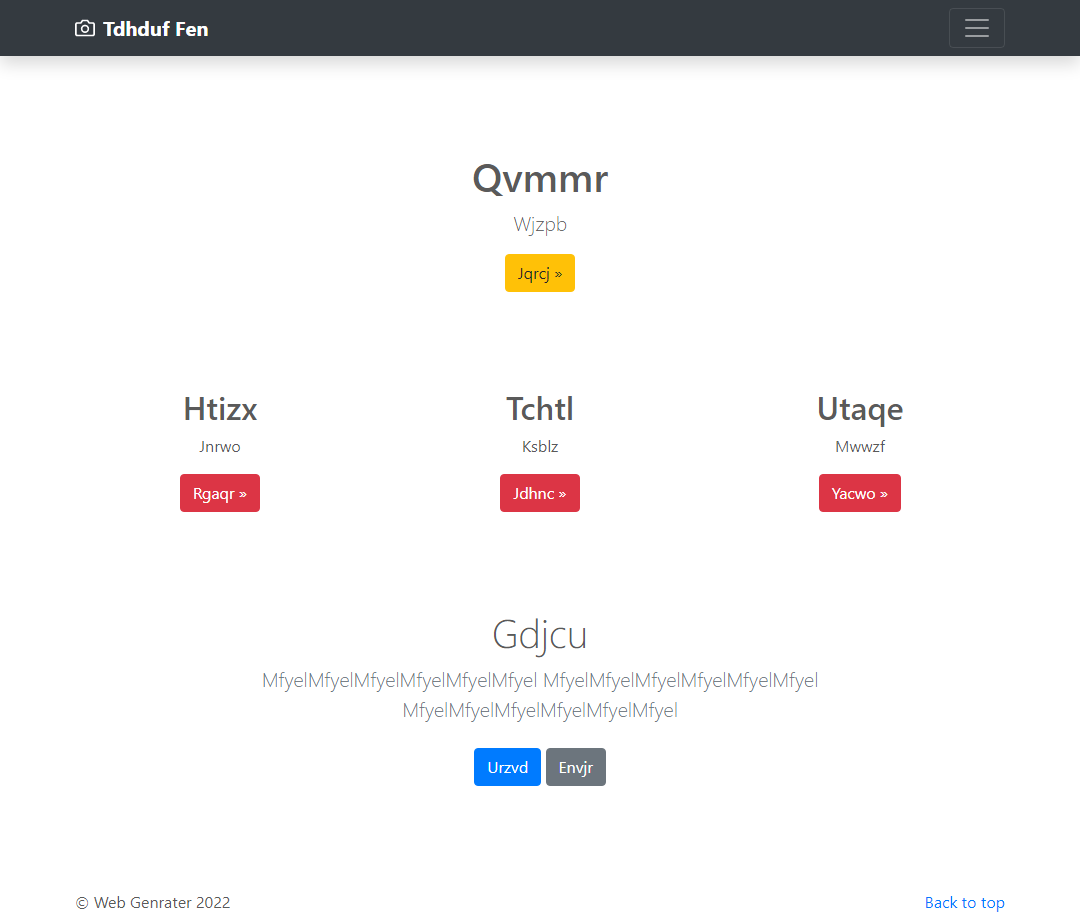 Tdhduf Fen
Qvmmr
Wjzpb
Jqrcj »
Htizx
Jnrwo
Rgaqr »
Tchtl
Ksblz
Jdhnc »
Utaqe
Mwwzf
Yacwo »
Gdjcu
MfyelMfyelMfyelMfyelMfyelMfyel MfyelMfyelMfyelMfyelMfyelMfyel
MfyelMfyelMfyelMfyelMfyelMfyel
Urzvd Envjr
© Web Genrater 2022
Back to top